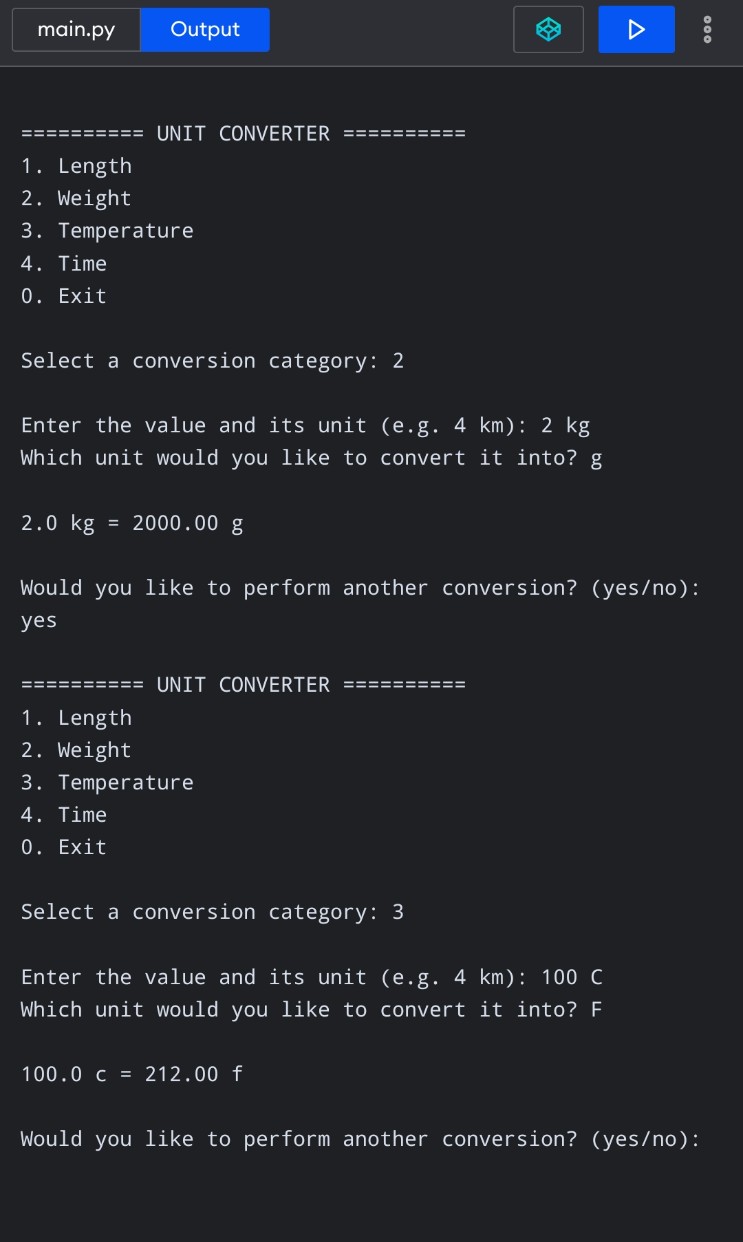 main.py Output
========== UNIT CONVERTER ==========
1. Length
2. Weight
3. Temperature
4. Time
0. Exit
Select a conversion category: 2
Enter the value and its unit (e.g. 4 km): 2 kg
Which unit would you like to convert it into? g
2.0 kg = 2000.00 g
Would you like to perform another conversion? (yes/no):
yes
========== UNIT CONVERTER ==========
1. Length
2. Weight
3. Temperature
4. Time
0. Exit
Select a conversion category: 3
Enter the value and its unit (e.g. 4 km): 100 C
Which unit would you like to convert it into? F
100.0 c = 212.00 f
Would you like to perform another conversion? (yes/no):